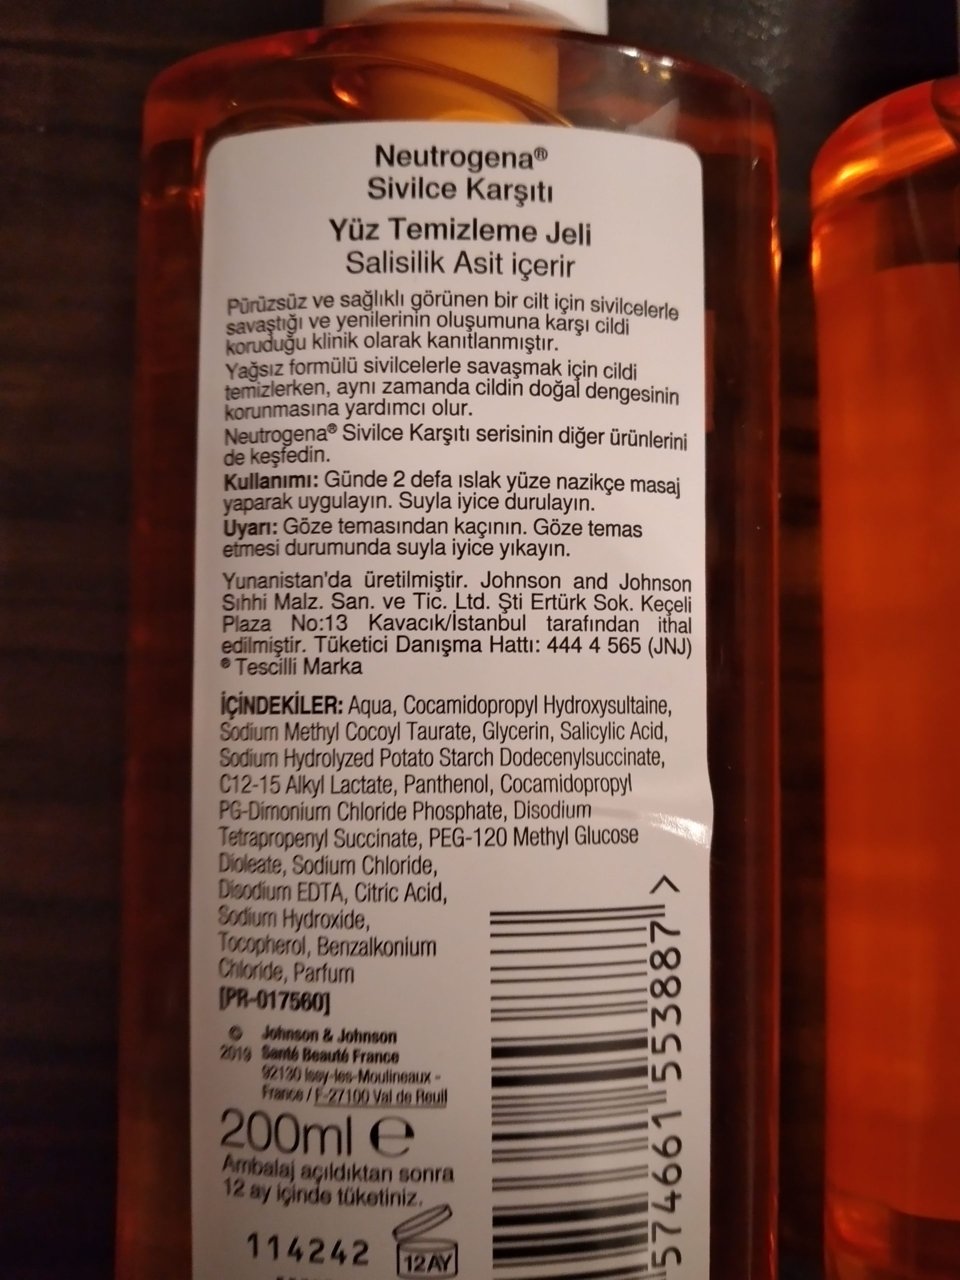 Neutrogena®
Sivilce Karşıtı
Yüz Temizleme Jeli
Salisilik Asit içerir
Pürüzsüz ve sağlıklı görünen bir cilt için sivilcelerle
savaştığı ve yenilerinin oluşumuna karşı cildi
koruduğu klinik olarak kanıtlanmıştır.
Yağsız formülü sivilcelerle savaşmak için cildi
temizlerken, aynı zamanda cildin doğal dengesinin
korunmasına yardımcı olur.
Neutrogena® Sivilce Karşıtı serisinin diğer ürünlerini
de keşfedin.
Kullanımı: Günde 2 defa ıslak yüze nazikçe masaj
yaparak uygulayın. Suyla iyice durulayın.
Uyarı: Göze temasından kaçının. Göze temas
etmesi durumunda suyla iyice yıkayın.
Yunanistan'da üretilmiştir. Johnson and Johnson
Sıhhi Malz. San. ve Tic. Ltd. Şti Ertürk Sok. Keçeli
Plaza No:13 Kavacık/İstanbul tarafından ithal
edilmiştir. Tüketici Danışma Hattı: 444 4 565 (JNJ)
® Tescilli Marka
İÇİNDEKİLER: Aqua, Cocamidopropyl Hydroxysultaine,
Sodium Methyl Cocoyl Taurate, Glycerin, Salicylic Acid,
Sodium Hydrolyzed Potato Starch Dodecenylsuccinate,
C12-15 Alkyl Lactate, Panthenol, Cocamidopropyl
PG-Dimonium Chloride Phosphate, Disodium
Tetrapropenyl Succinate, PEG-120 Methyl Glucose
Dioleate, Sodium Chloride,
Disodium EDTA, Citric Acid,
Sodium Hydroxide,
Tocopherol, Benzalkonium
Chloride, Parfum
[PR-017560]
© Johnson & Johnson
2019 Santé Beauté France
92130 Issy-les-Moulineaux -
France / F-27100 Val de Reuil
200ml e
Ambalaj açıldıktan sonra
12 ay içinde tüketiniz.
114242
12AY
574661 553887 >